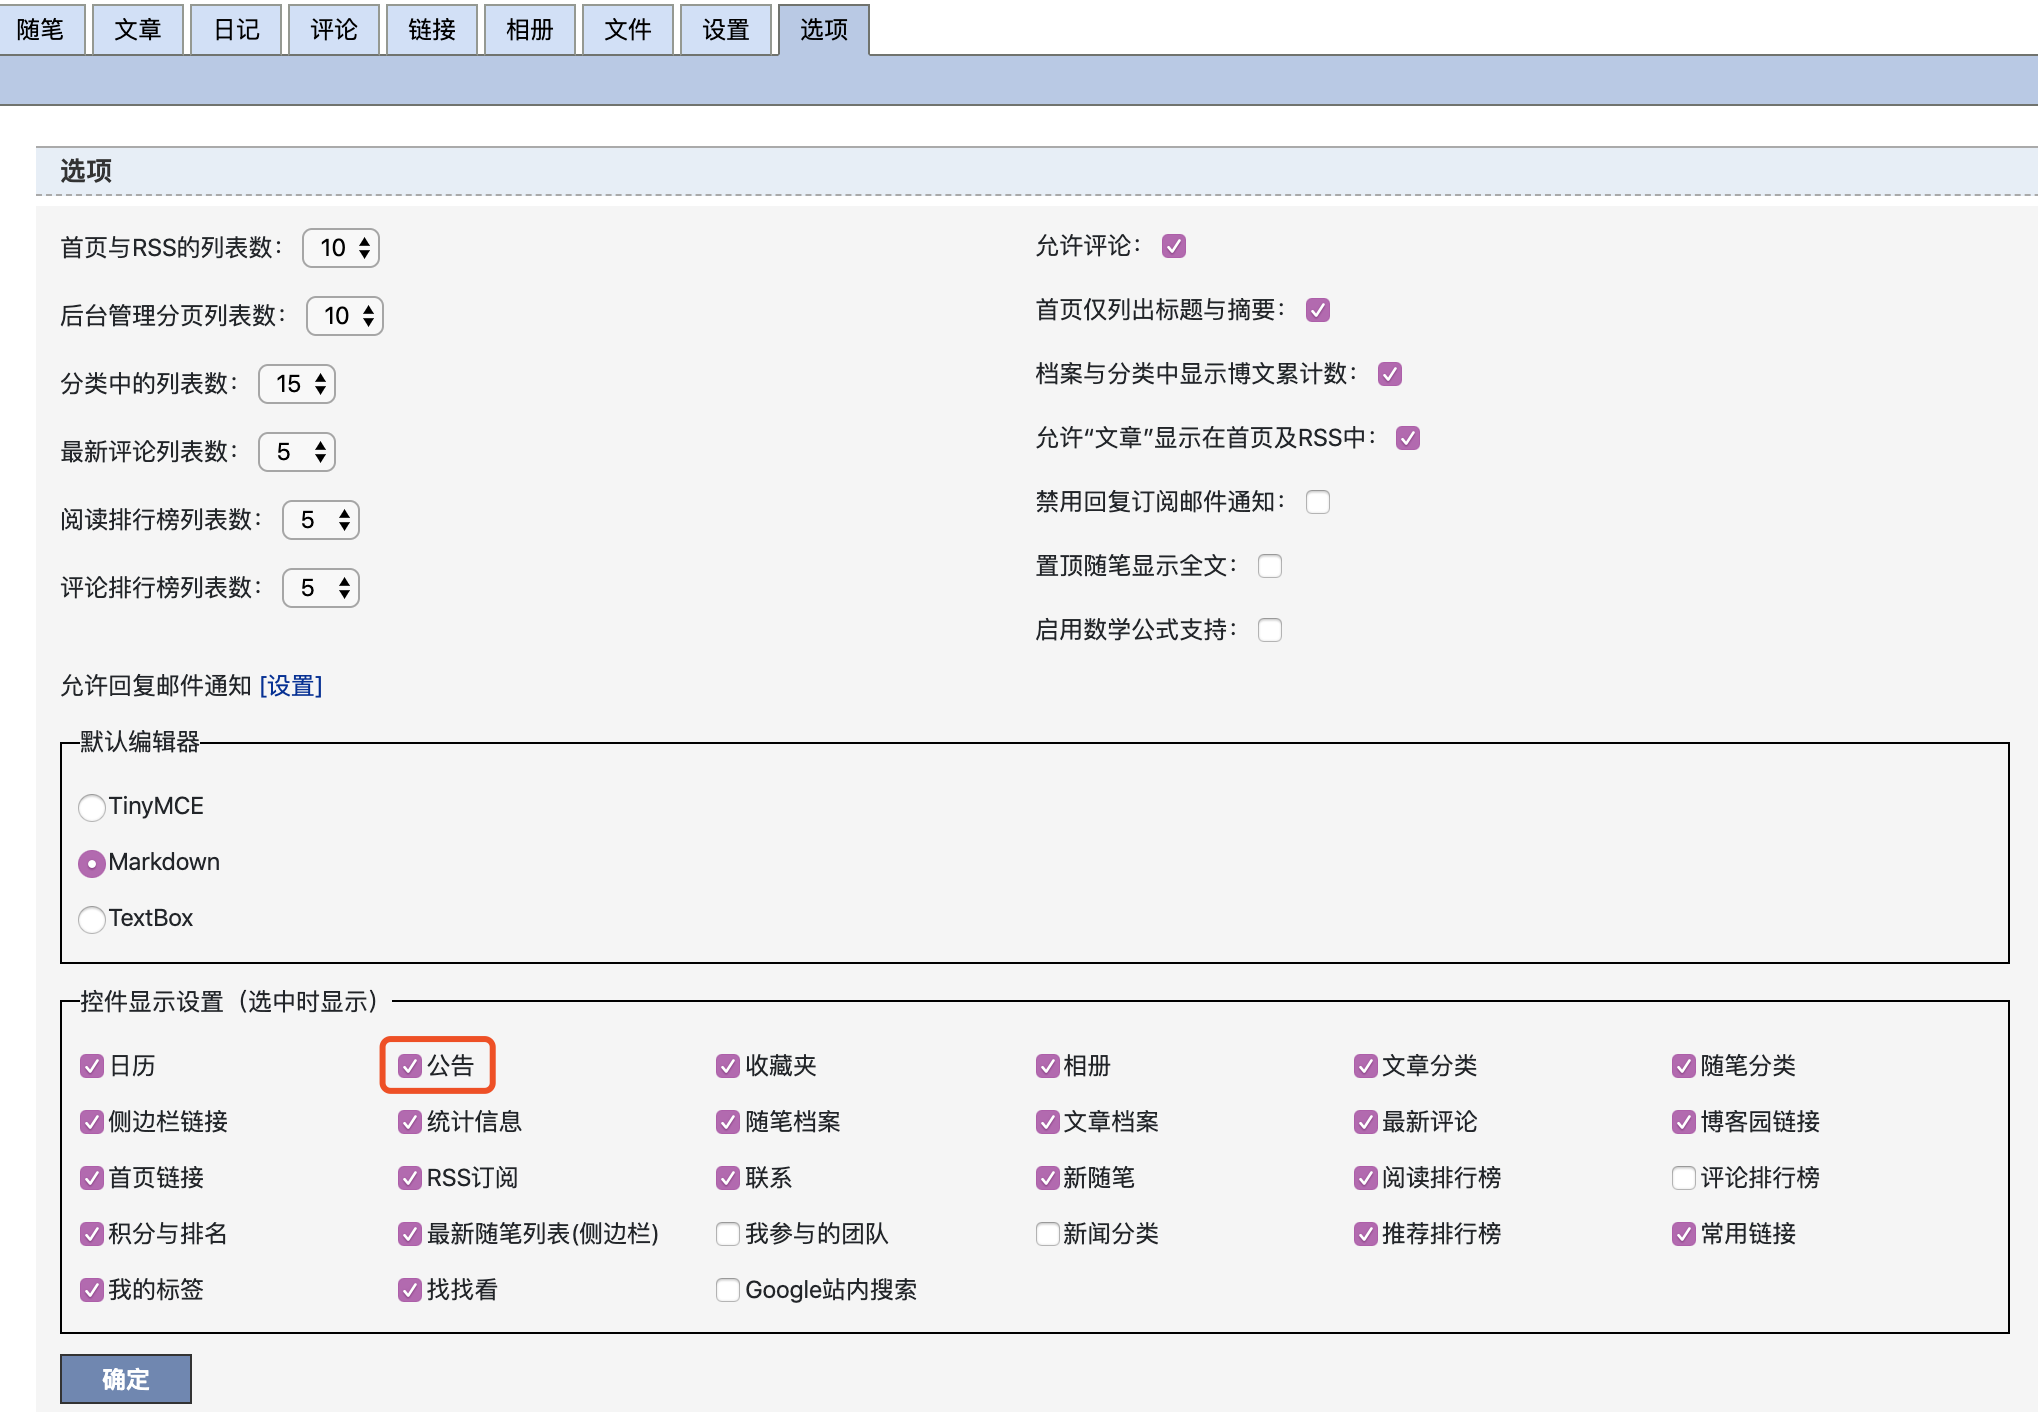 随笔 文章 日记 评论 链接 相册 文件 设置 选项
选项
首页与RSS的列表数： 10
后台管理分页列表数： 10
分类中的列表数： 15
最新评论列表数： 5
阅读排行榜列表数： 5
评论排行榜列表数： 5
允许评论：
首页仅列出标题与摘要：
档案与分类中显示博文累计数：
允许“文章”显示在首页及RSS中：
禁用回复订阅邮件通知：
置顶随笔显示全文：
启用数学公式支持：
允许回复邮件通知 [设置]
默认编辑器
TinyMCE
Markdown
TextBox
控件显示设置（选中时显示）
日历 公告 收藏夹 相册 文章分类 随笔分类
侧边栏链接 统计信息 随笔档案 文章档案 最新评论 博客园链接
首页链接 RSS订阅 联系 新随笔 阅读排行榜 评论排行榜
积分与排名 最新随笔列表(侧边栏) 我参与的团队 新闻分类 推荐排行榜 常用链接
我的标签 找找看 Google站内搜索
确定